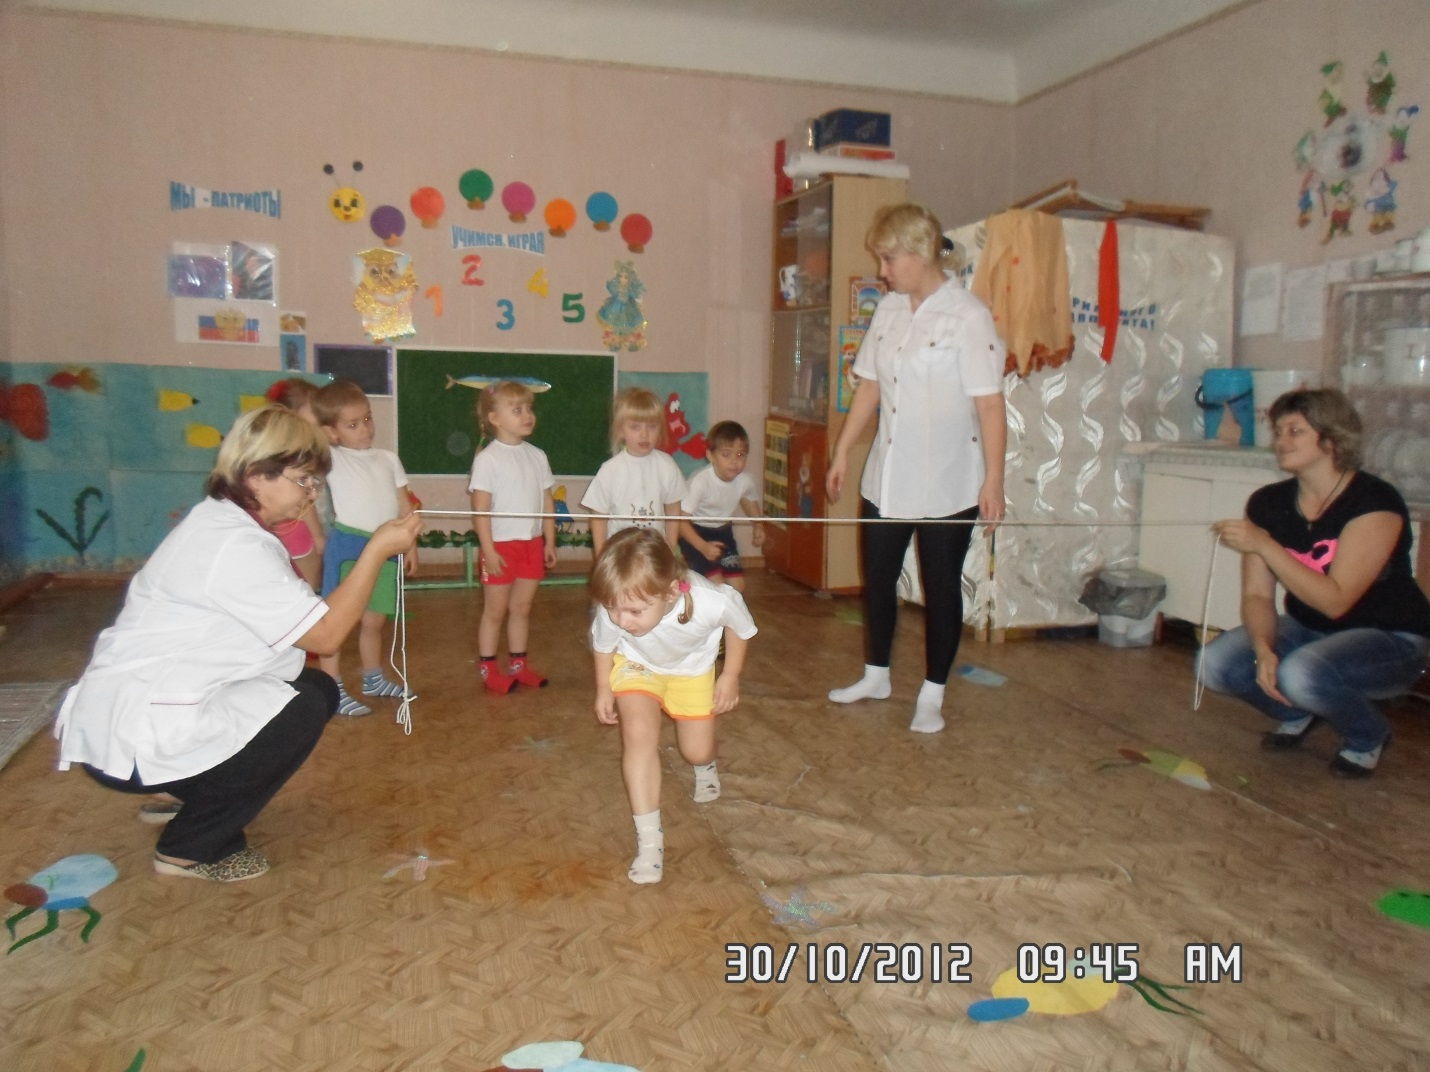 МЫ - ПАТРИОТЫ
УЧИМСЯ ИГРАЯ
1 2 3 4 5
30/10/2012 09:45 AM